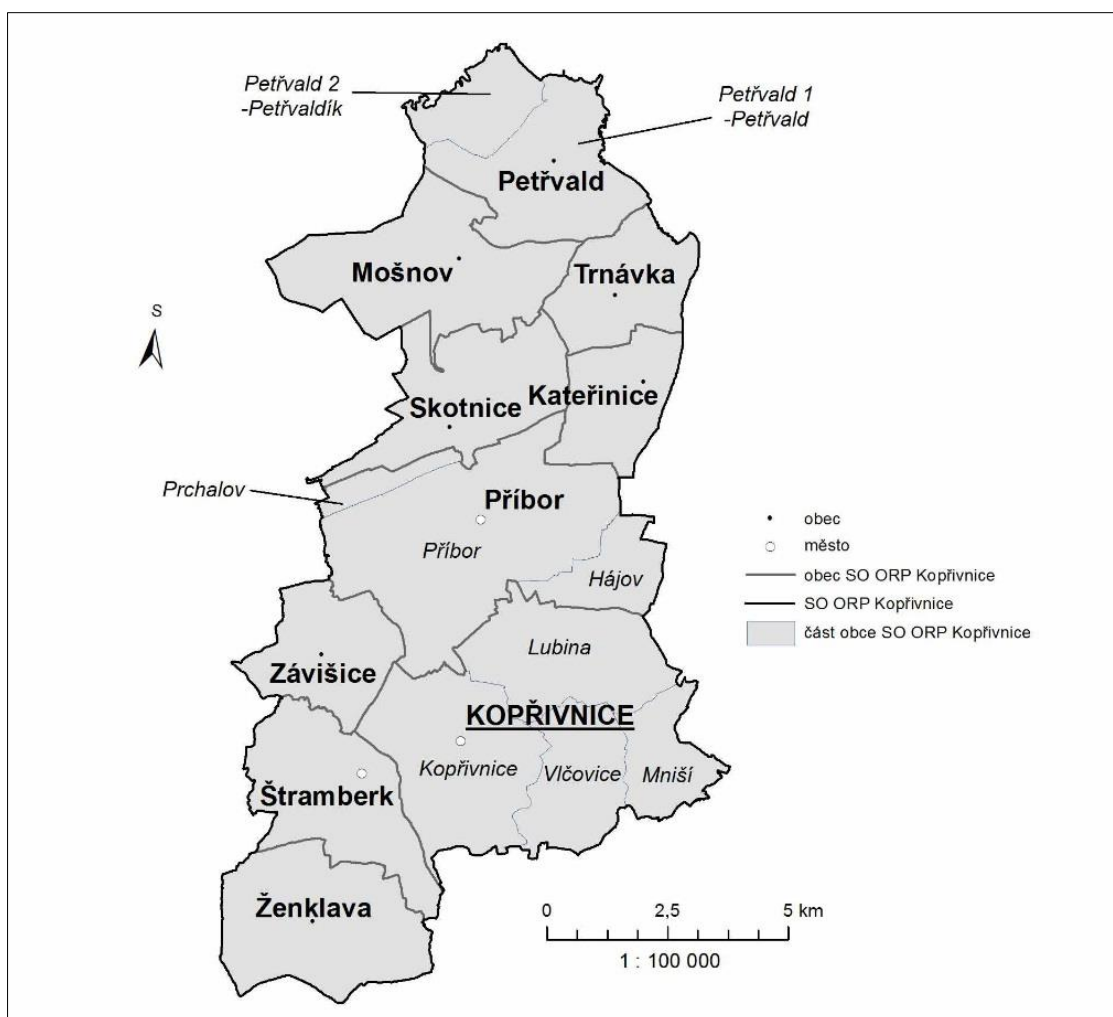 Petřvald 2
-Petřvaldík
Petřvald 1
-Petřvald
Petřvald
Mošnov
Trnávka
S
Kateřinice
Skotnice
Prchalov
Příbor
Příbor
Hájov
obec
město
obec SO ORP Kopřivnice
SO ORP Kopřivnice
část obce SO ORP Kopřivnice
Lubina
Závišice
KOPŘIVNICE
Kopřivnice
Vlčovice
Mniší
Štramberk
Ženklava
0 2,5 5 km
1 : 100 000